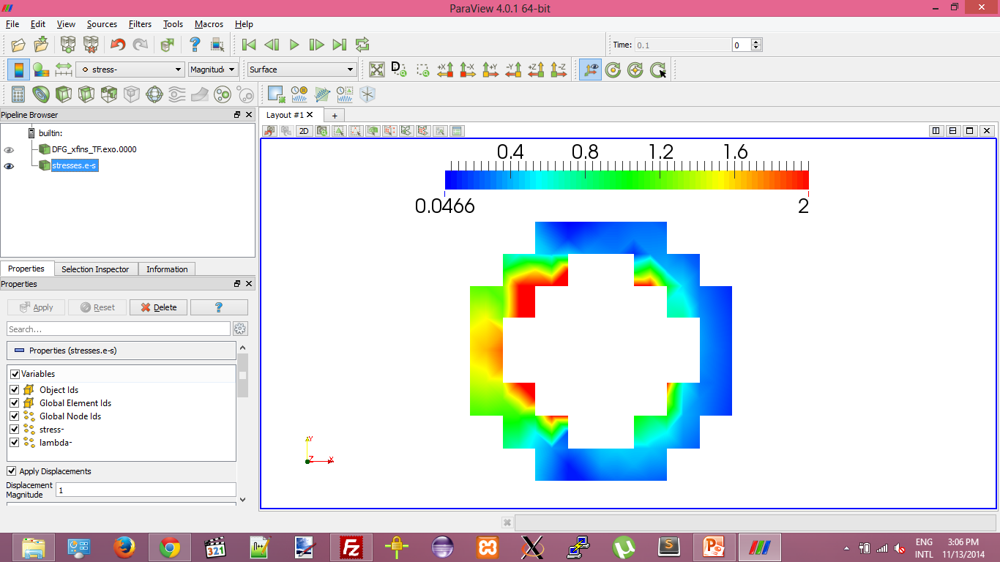 ParaView 4.0.1 64-bit
File Edit View Sources Filters Tools Macros Help
Time: 0.1 0
stress- Magnitude Surface
+X -X +Y -Y +Z -Z
Pipeline Browser
Layout #1 +
2D
builtin:
DFG_xfins_TF.exo.0000
stresses.e-s
0.4 0.8 1.2 1.6
0.0466 2
Properties Selection Inspector Information
Properties
Apply Reset Delete ?
Search...
Properties (stresses.e-s)
Variables
Object Ids
Global Element Ids
Global Node Ids
stress-
lambda-
Y
Z X
Apply Displacements
Displacement
Magnitude 1
321 N++ Fz X S P
ENG 3:06 PM
INTL 11/13/2014